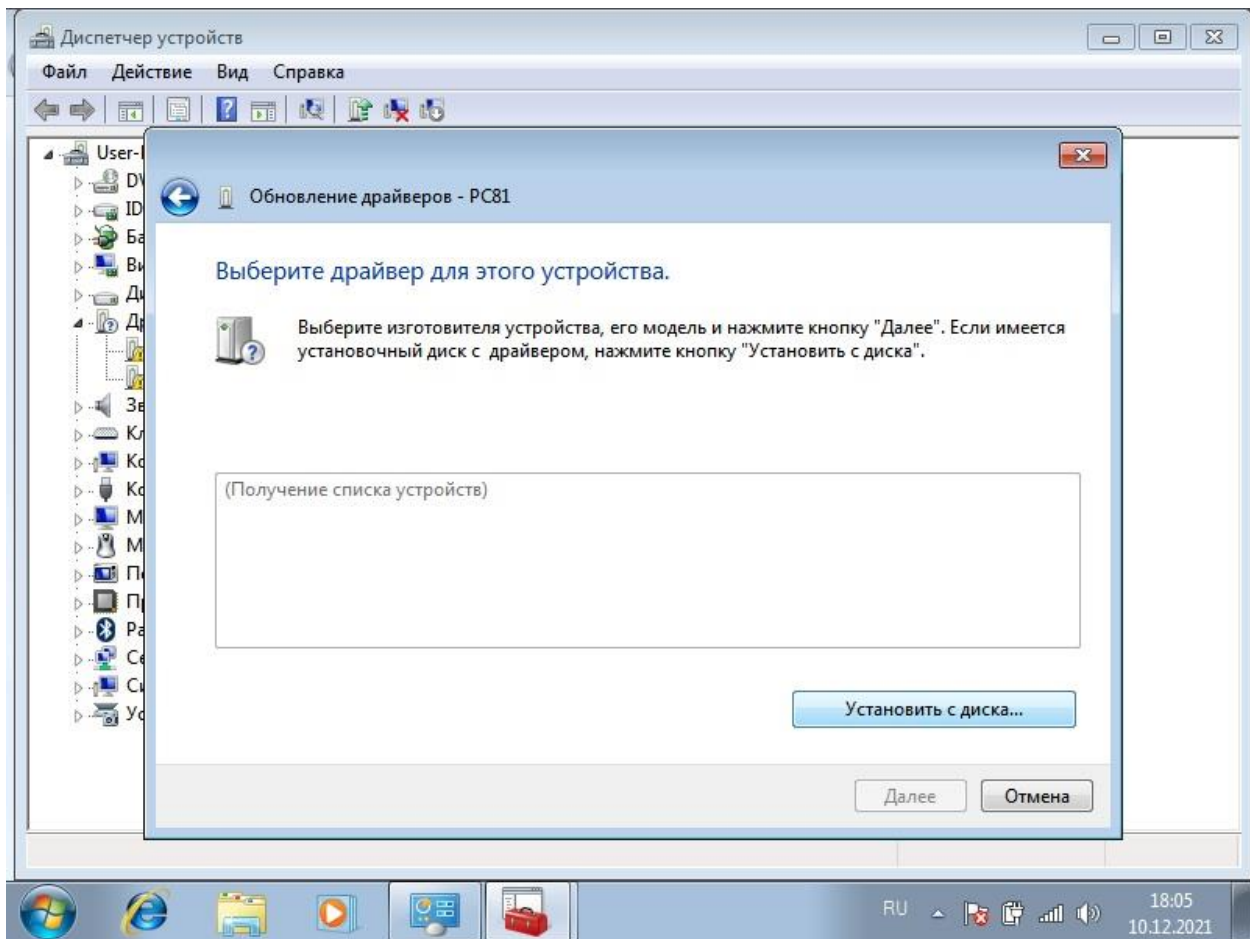 Диспетчер устройств
Файл Действие Вид Справка
Обновление драйверов - PC81
Выберите драйвер для этого устройства.
Выберите изготовителя устройства, его модель и нажмите кнопку "Далее". Если имеется
установочный диск с драйвером, нажмите кнопку "Установить с диска".
(Получение списка устройств)
Установить с диска...
Далее Отмена
RU
18:05
10.12.2021